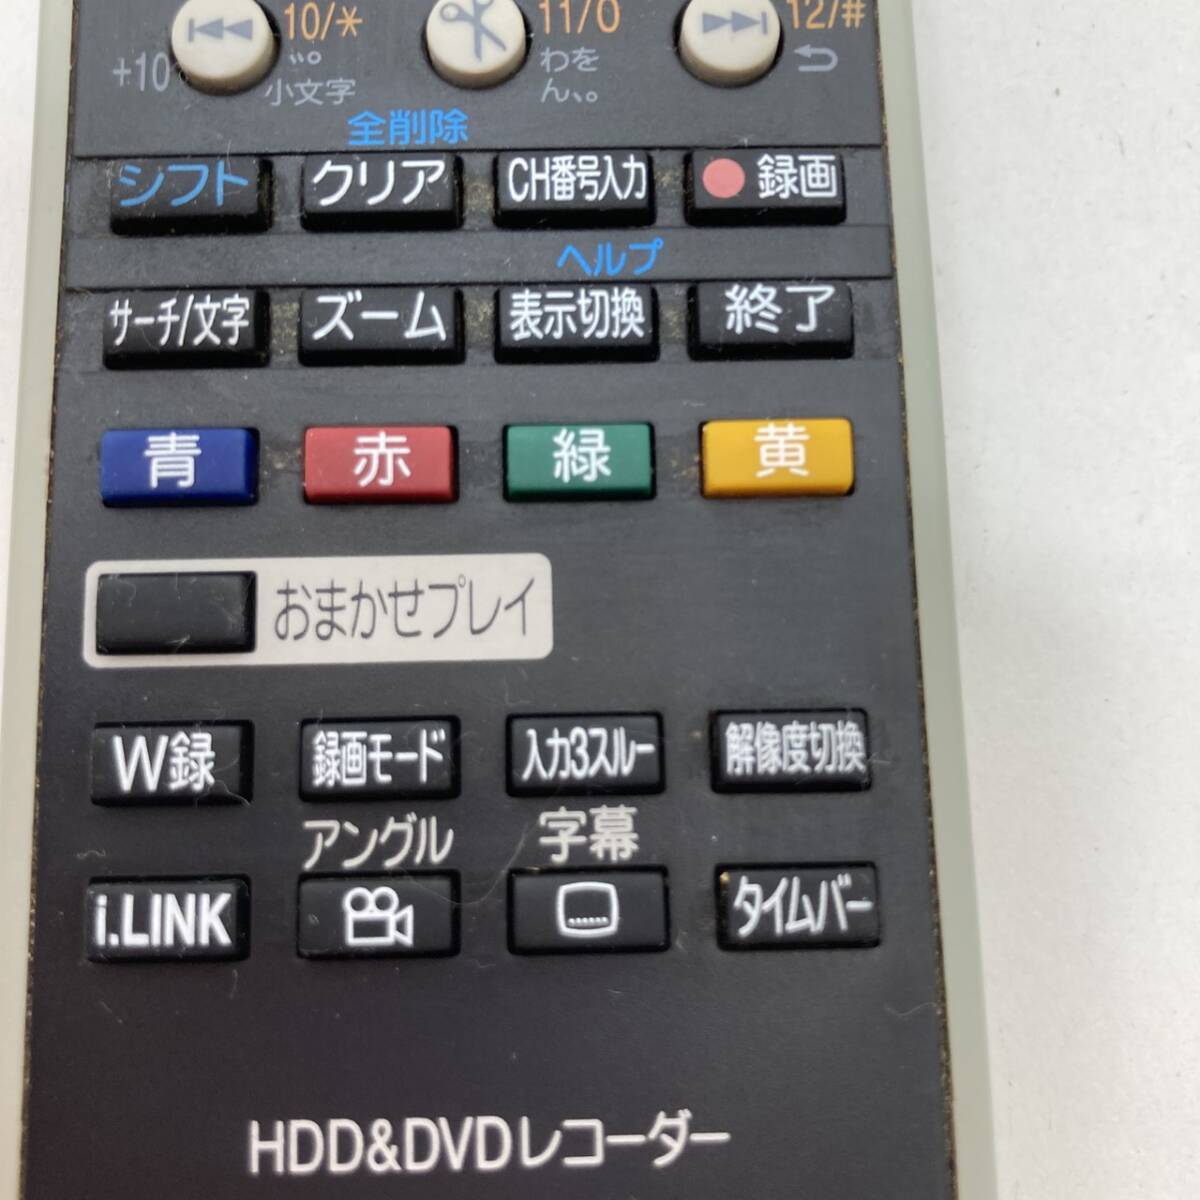 10/* 11/0 12/#
+10 ゛゜ わを
小文字 ん、。
全削除
シフト クリア CH番号入力 録画
ヘルプ
サーチ/文字 ズーム 表示切換 終了
青 赤 緑 黄
おまかせプレイ
W録 録画モード 入力3スルー 解像度切換
アングル 字幕
i.LINK タイムバー
HDD&DVDレコーダー